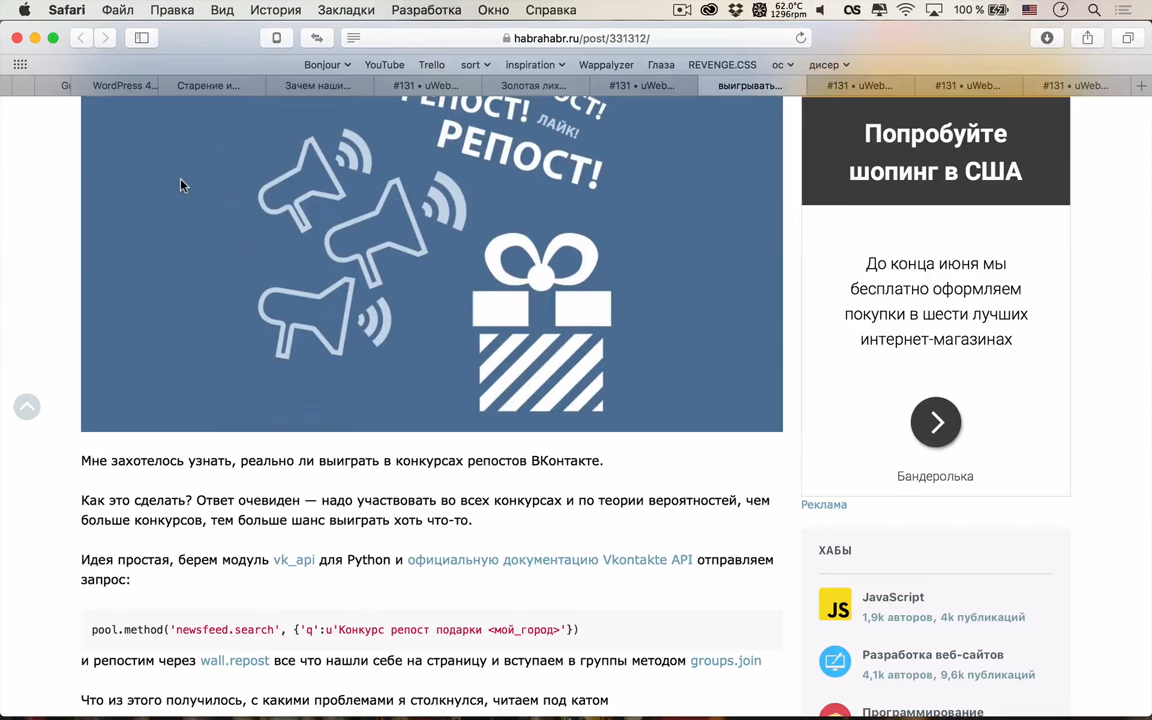 Safari Файл Правка Вид История Закладки Разработка Окно Справка 62.0°C 1296rpm 100 %
habrahabr.ru/post/331312/
Bonjour YouTube Trello sort inspiration Wappalyzer Глаза REVENGE.CSS ос дисер
WordPress 4... Старение и... Зачем наши... #131 • uWeb... Золотая лих... #131 • uWeb... выигрывать... #131 • uWeb... #131 • uWeb... #131 • uWeb...
РЕПОСТ!
ЛАЙК!
РЕПОСТ!
Попробуйте
шопинг в США
До конца июня мы
бесплатно оформляем
покупки в шести лучших
интернет-магазинах
Бандеролька
Реклама
Мне захотелось узнать, реально ли выиграть в конкурсах репостов ВКонтакте.
Как это сделать? Ответ очевиден — надо участвовать во всех конкурсах и по теории вероятностей, чем
больше конкурсов, тем больше шанс выиграть хоть что-то.
Идея простая, берем модуль vk_api для Python и официальную документацию Vkontakte API отправляем
запрос:
pool.method('newsfeed.search', {'q':u'Конкурс репост подарки <мой_город>'})
и репостим через wall.repost все что нашли себе на страницу и вступаем в группы методом groups.join
Что из этого получилось, с какими проблемами я столкнулся, читаем под катом
ХАБЫ
JavaScript
1,9k авторов, 4k публикаций
Разработка веб-сайтов
4,1k авторов, 9,6k публикаций
Программирование